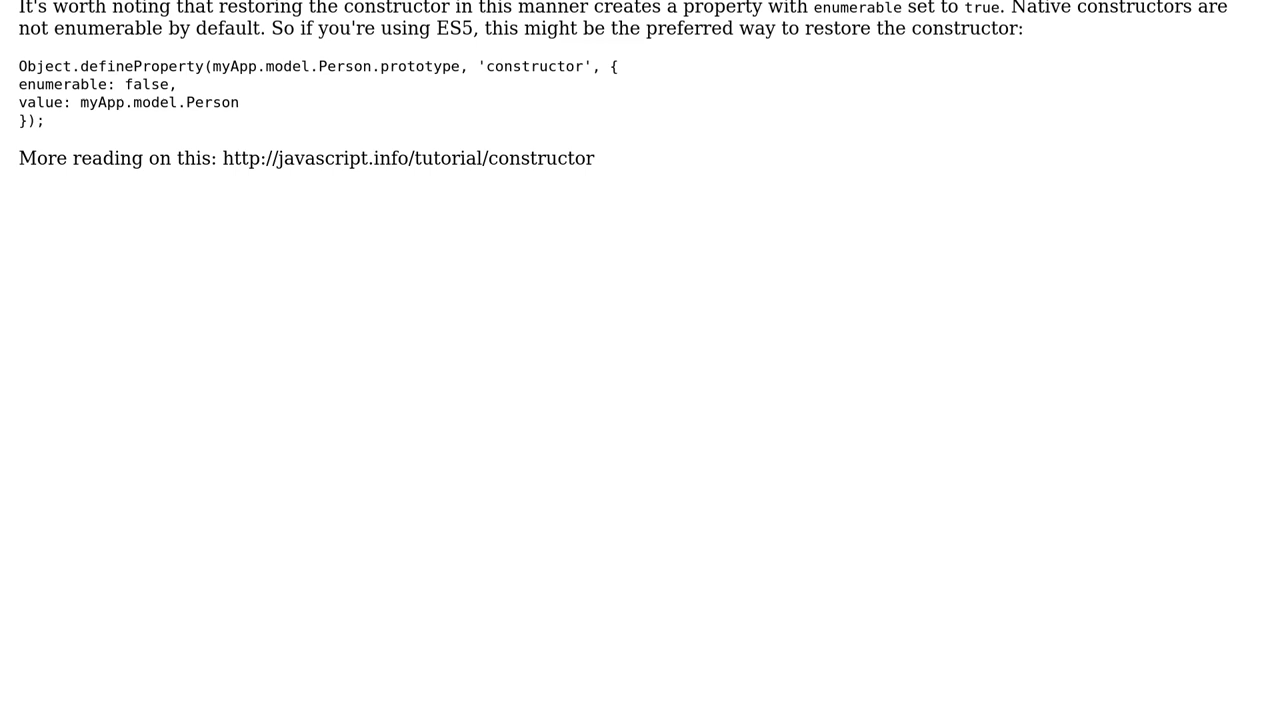 It's worth noting that restoring the constructor in this manner creates a property with enumerable set to true. Native constructors are
not enumerable by default. So if you're using ES5, this might be the preferred way to restore the constructor:
Object.defineProperty(myApp.model.Person.prototype, 'constructor', {
enumerable: false,
value: myApp.model.Person
});
More reading on this: http://javascript.info/tutorial/constructor